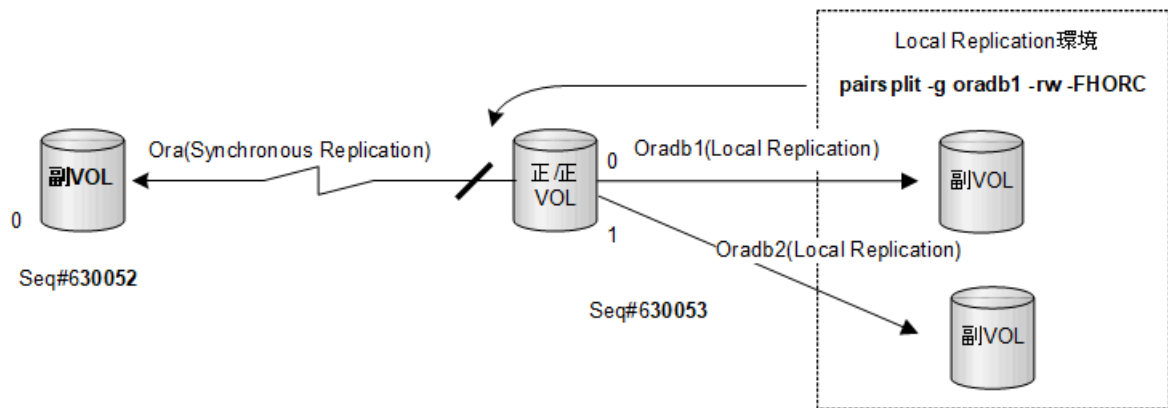 Local Replication環境
pairsplit -g oradb1 -rw -FHORC
Ora(Synchronous Replication)
Oradb1(Local Replication)
副VOL
正/正
VOL
0
副VOL
0
1
Oradb2(Local Replication)
Seq#630052
Seq#630053
副VOL